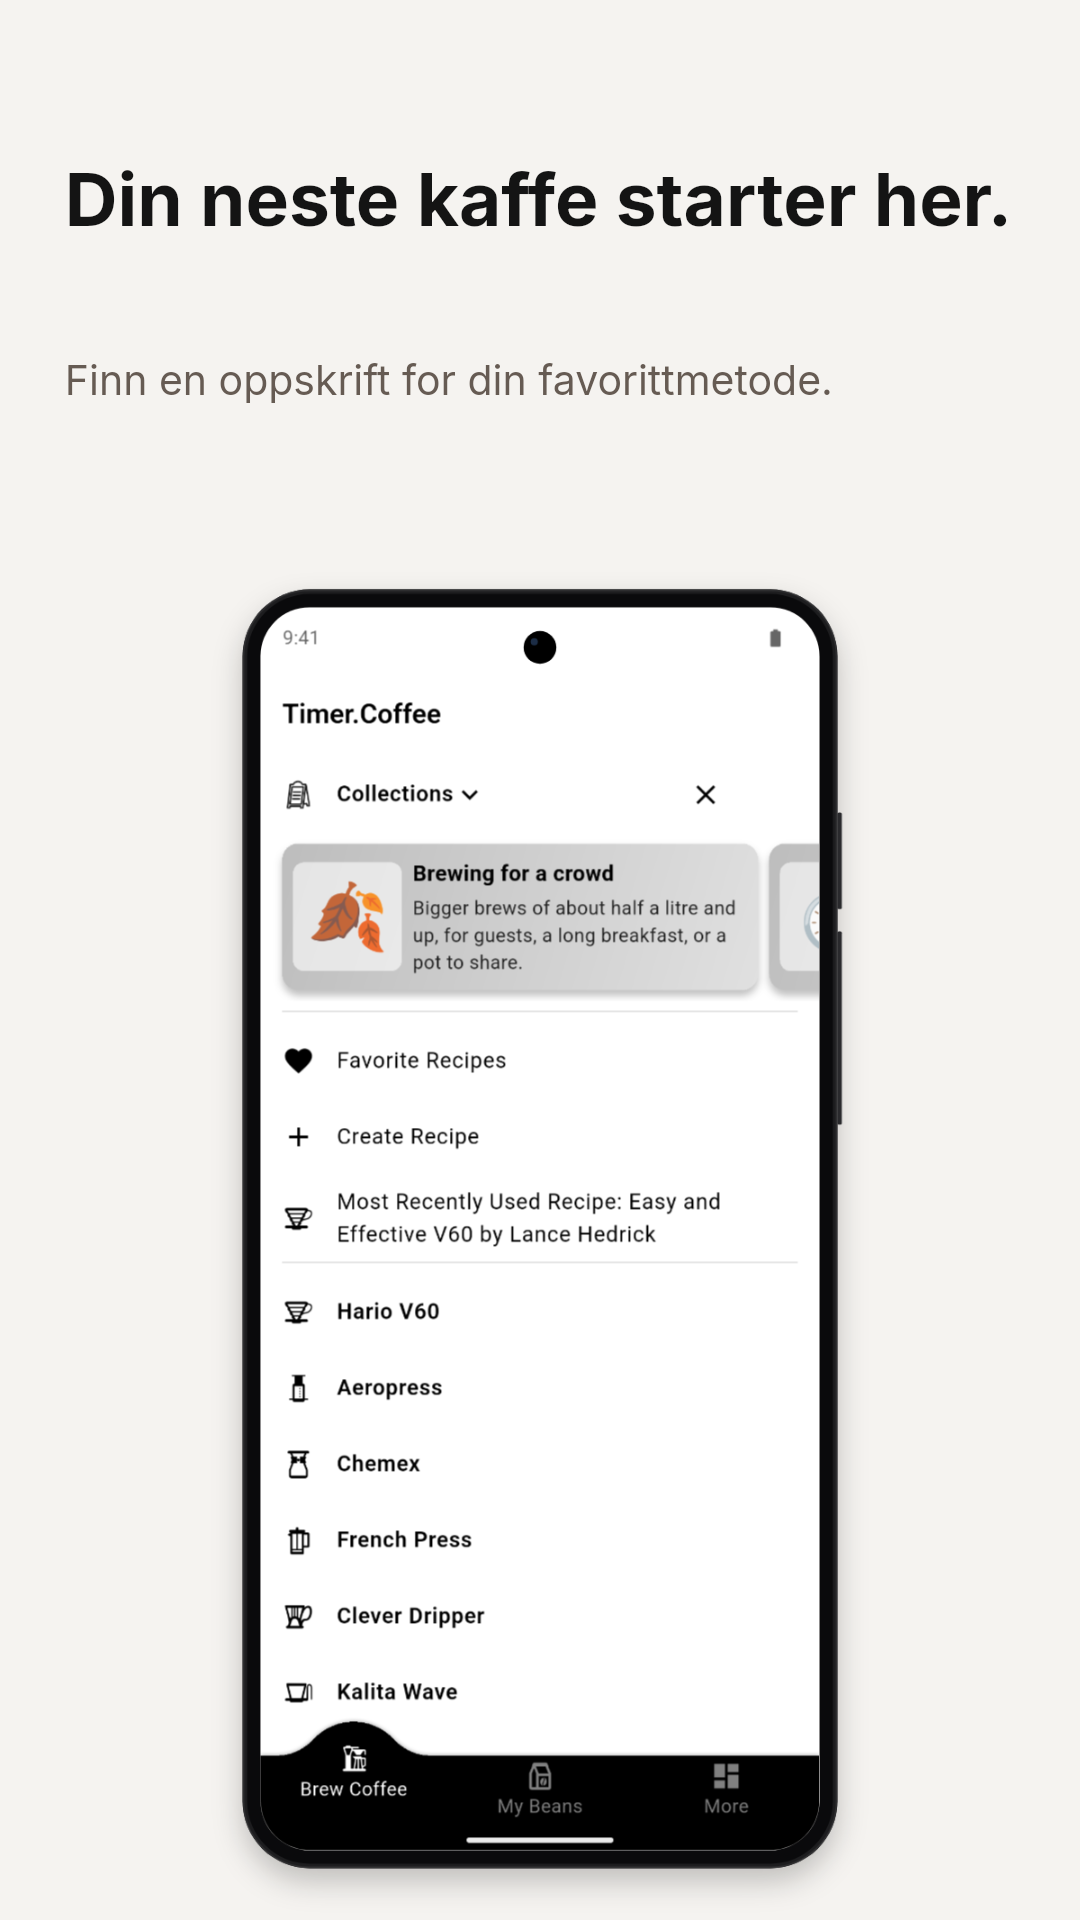 Din neste kaffe starter her.
Finn en oppskrift for din favorittmetode.
9:41
Timer.Coffee
Collections
Brewing for a crowd
Bigger brews of about half a litre and
up, for guests, a long breakfast, or a
pot to share.
Favorite Recipes
Create Recipe
Most Recently Used Recipe: Easy and
Effective V60 by Lance Hedrick
Hario V60
Aeropress
Chemex
French Press
Clever Dripper
Kalita Wave
Brew Coffee
My Beans
More